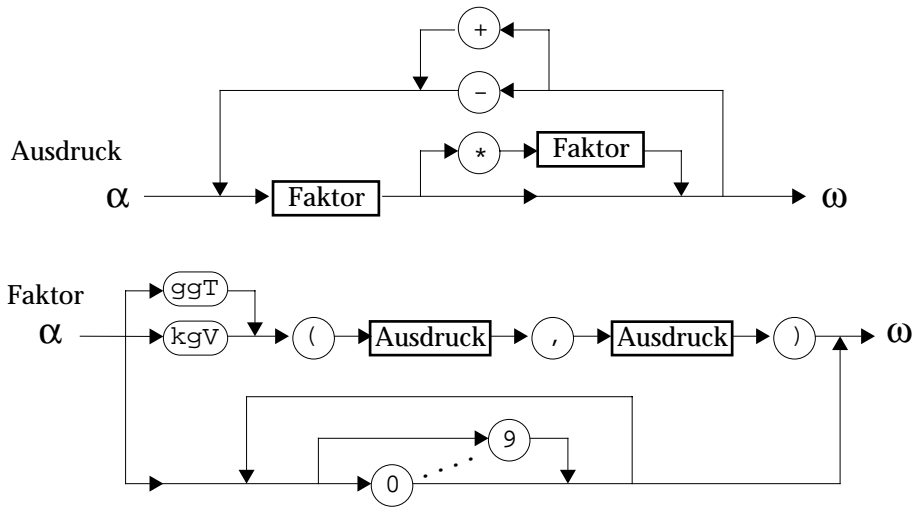 +
-
Ausdruck
* Faktor
α Faktor ω
Faktor
ggT
α kgV ( Ausdruck , Ausdruck ) ω
9
0